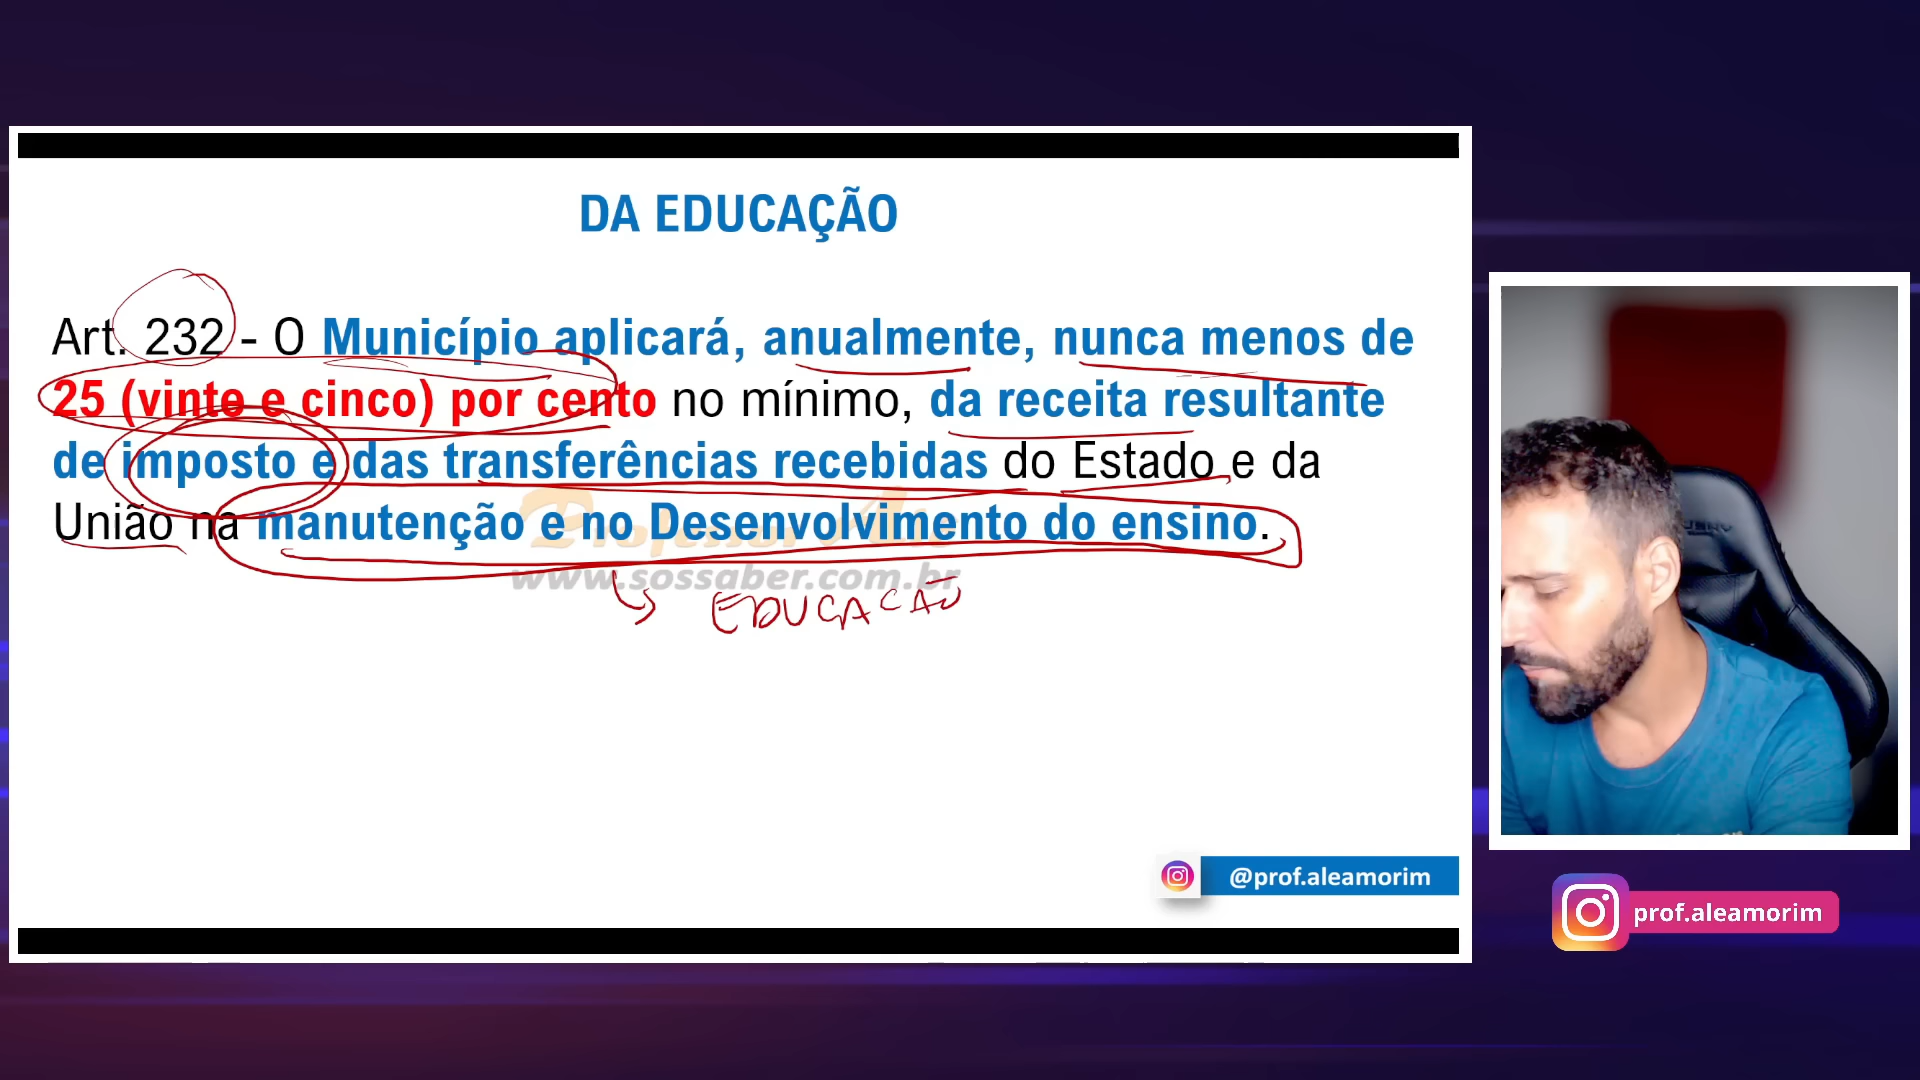 DA EDUCAÇÃO
Art. 232 - O Município aplicará, anualmente, nunca menos de
25 (vinte e cinco) por cento no mínimo, da receita resultante
de imposto e das transferências recebidas do Estado e da
União na manutenção e no Desenvolvimento do ensino.
Professor Ale
www.sossaber.com.br
EDUCAÇÃO
@prof.aleamorim
prof.aleamorim